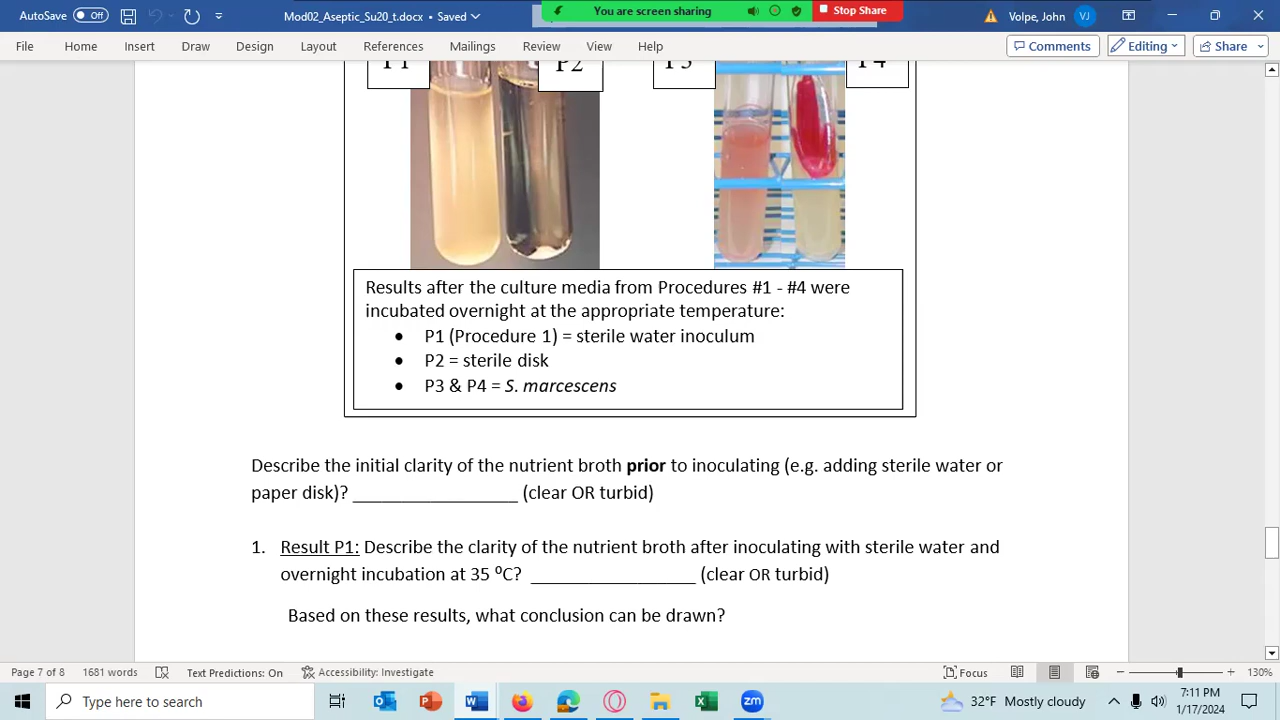 AutoSave Off Mod02_Aseptic_Su20_t.docx • Saved
You are screen sharing Stop Share
Volpe, John VJ
File Home Insert Draw Design Layout References Mailings Review View Help Comments Editing Share
P1 P2 P3 P4
Results after the culture media from Procedures #1 - #4 were
incubated overnight at the appropriate temperature:
• P1 (Procedure 1) = sterile water inoculum
• P2 = sterile disk
• P3 & P4 = S. marcescens
Describe the initial clarity of the nutrient broth prior to inoculating (e.g. adding sterile water or
paper disk)? _________________ (clear OR turbid)
1. Result P1: Describe the clarity of the nutrient broth after inoculating with sterile water and
overnight incubation at 35 ⁰C? _________________ (clear OR turbid)
Based on these results, what conclusion can be drawn?
Page 7 of 8 1681 words Text Predictions: On Accessibility: Investigate Focus 130%
Type here to search
zm
32°F Mostly cloudy
7:11 PM
1/17/2024